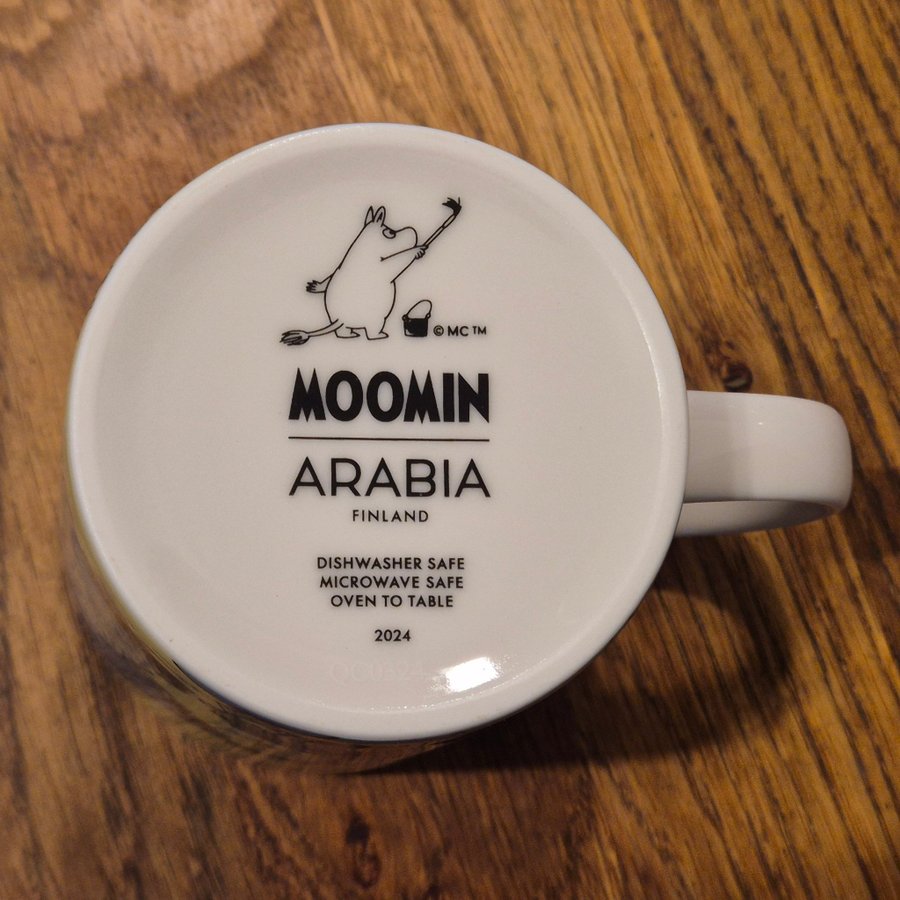 © MC ™
MOOMIN
ARABIA
FINLAND
DISHWASHER SAFE
MICROWAVE SAFE
OVEN TO TABLE
2024